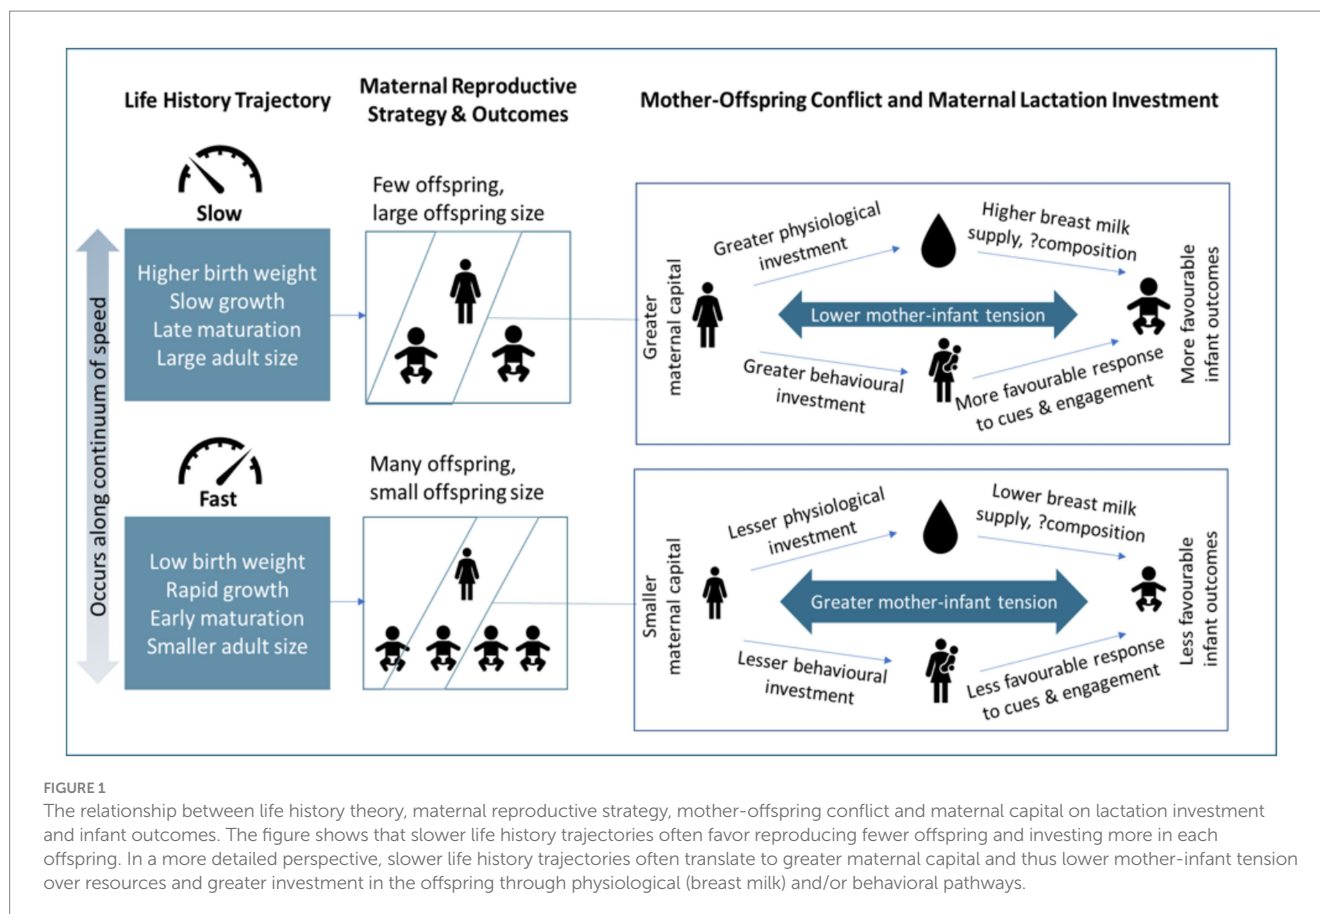 Life History Trajectory
Maternal Reproductive
Strategy & Outcomes
Mother-Offspring Conflict and Maternal Lactation Investment
Occurs along continuum of speed
Slow
Higher birth weight
Slow growth
Late maturation
Large adult size
Few offspring,
large offspring size
Greater
maternal capital
Greater physiological
investment
Higher breast milk
supply, ?composition
Lower mother-infant tension
Greater behavioural
investment
More favourable response
to cues & engagement
More favourable
infant outcomes
Fast
Low birth weight
Rapid growth
Early maturation
Smaller adult size
Many offspring,
small offspring size
Smaller
maternal capital
Lesser physiological
investment
Lower breast milk
supply, ?composition
Greater mother-infant tension
Lesser behavioural
investment
Less favourable response
to cues & engagement
Less favourable
infant outcomes
FIGURE 1
The relationship between life history theory, maternal reproductive strategy, mother-offspring conflict and maternal capital on lactation investment
and infant outcomes. The figure shows that slower life history trajectories often favor reproducing fewer offspring and investing more in each
offspring. In a more detailed perspective, slower life history trajectories often translate to greater maternal capital and thus lower mother-infant tension
over resources and greater investment in the offspring through physiological (breast milk) and/or behavioral pathways.